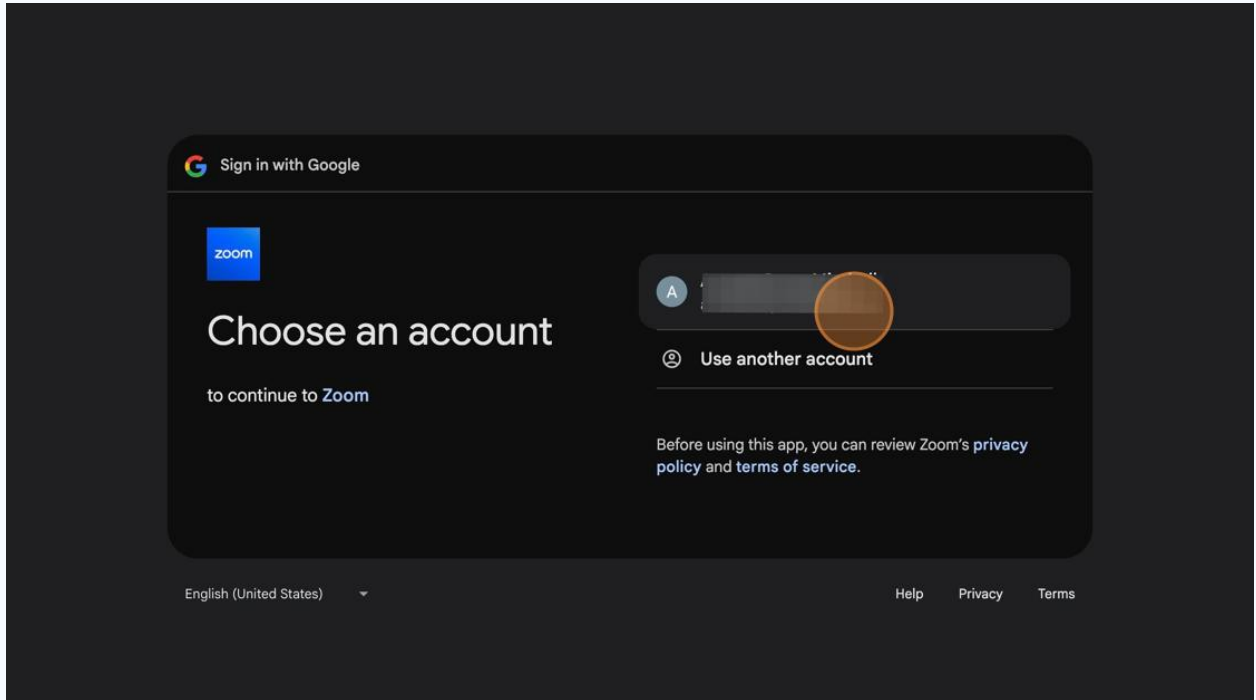 Sign in with Google
zoom
Choose an account
to continue to Zoom
A
Use another account
Before using this app, you can review Zoom's privacy
policy and terms of service.
English (United States)
Help Privacy Terms